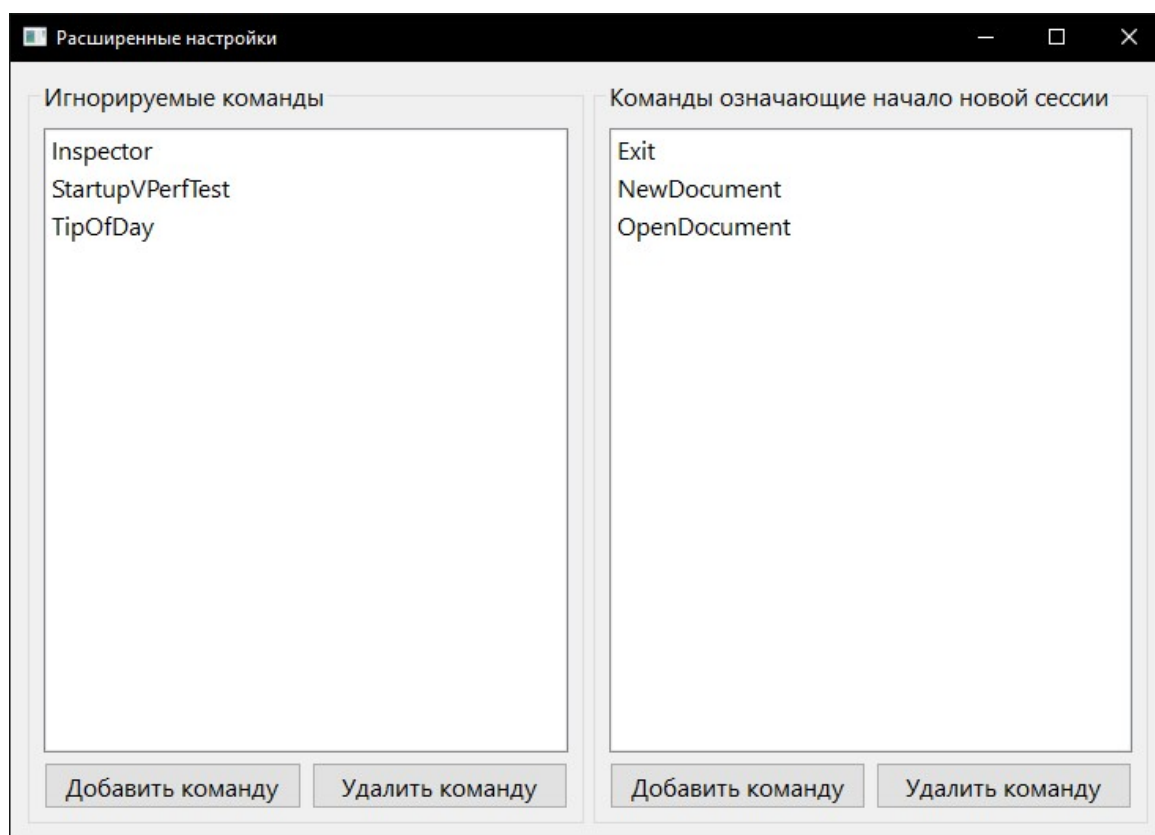 Расширенные настройки
Игнорируемые команды
Inspector
StartupVPerfTest
TipOfDay
Добавить команду
Удалить команду
Команды означающие начало новой сессии
Exit
NewDocument
OpenDocument
Добавить команду
Удалить команду